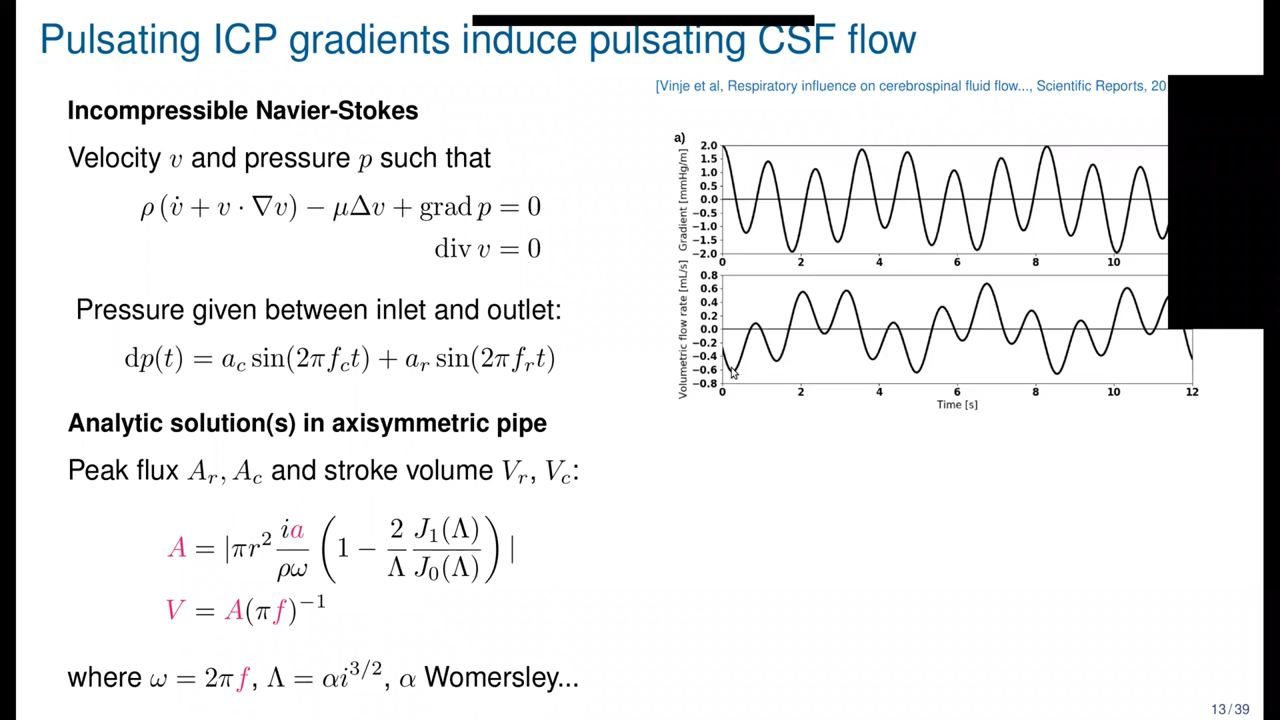 Pulsating ICP gradients induce pulsating CSF flow
[Vinje et al, Respiratory influence on cerebrospinal fluid flow..., Scientific Reports, 20
Incompressible Navier-Stokes
Velocity v and pressure p such that
ρ (v̇ + v · ∇v) − μΔv + grad p = 0
div v = 0
Pressure given between inlet and outlet:
dp(t) = a_c sin(2πf_c t) + a_r sin(2πf_r t)
Analytic solution(s) in axisymmetric pipe
Peak flux A_r, A_c and stroke volume V_r, V_c:
A = |πr² ia/ρω (1 − 2/Λ J₁(Λ)/J₀(Λ))|
V = A(πf)⁻¹
where ω = 2πf, Λ = αi^{3/2}, α Womersley...
a)
Gradient [mmHg/m]
2.0
1.5
1.0
0.5
0.0
−0.5
−1.0
−1.5
−2.0
0 2 4 6 8 10
Volumetric flow rate [mL/s]
0.8
0.6
0.4
0.2
0.0
−0.2
−0.4
−0.6
−0.8
0 2 4 6 8 10 12
Time [s]
13 / 39